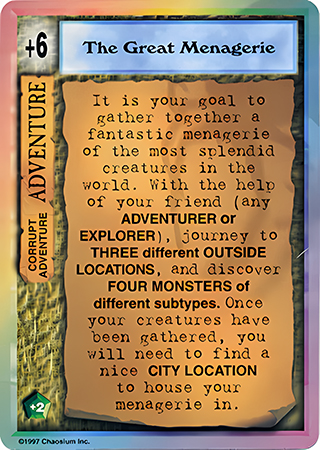 +6
The Great Menagerie
CORRUPT
ADVENTURE
ADVENTURE
It is your goal to
gather together a
fantastic menagerie
of the most splendid
creatures in the
world. With the help
of your friend (any
ADVENTURER or
EXPLORER), journey to
THREE different OUTSIDE
LOCATIONS, and discover
FOUR MONSTERS of
different subtypes. Once
your creatures have
been gathered, you
will need to find a
nice CITY LOCATION
to house your
menagerie in.
+2
©1997 Chaosium Inc.